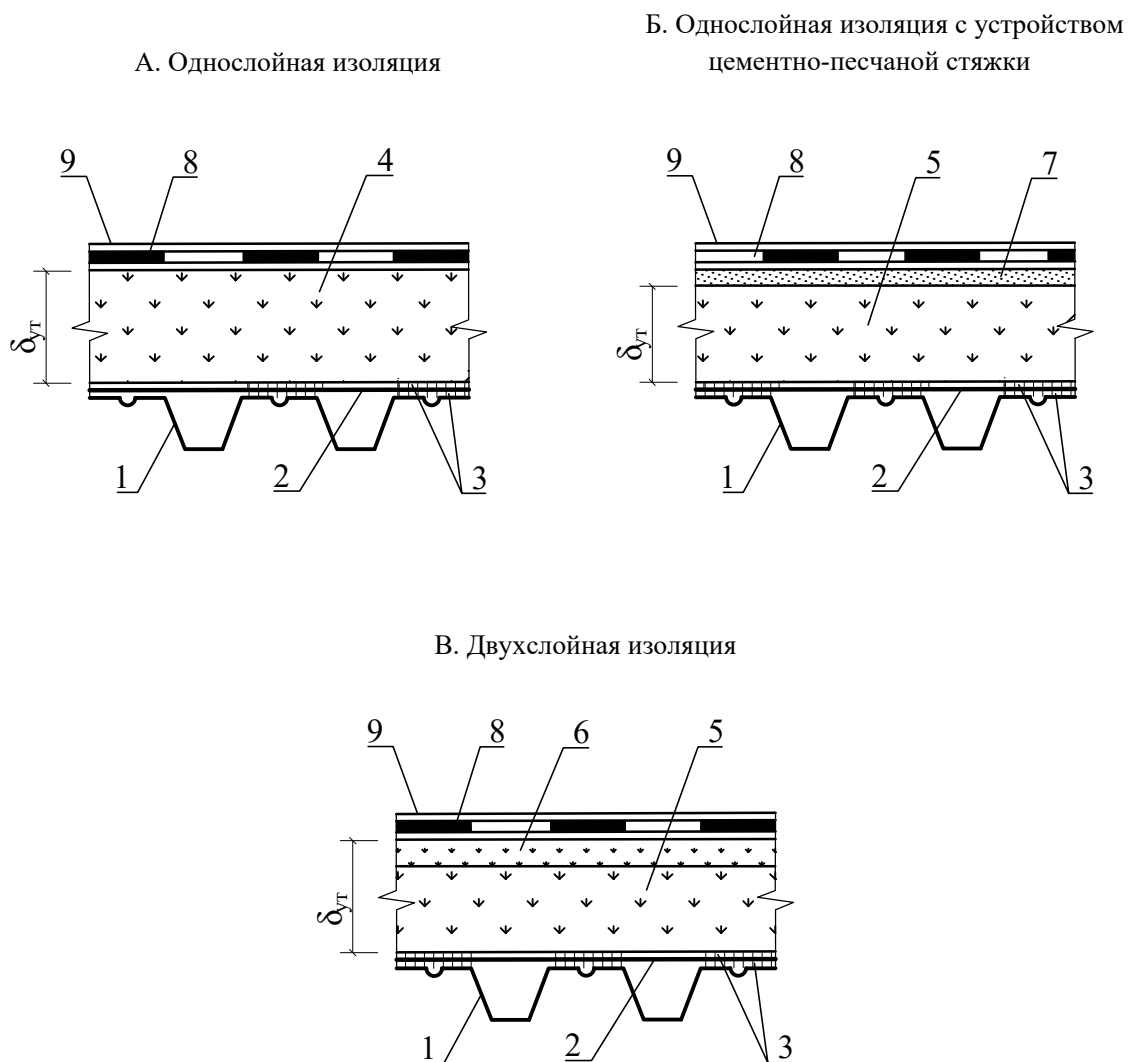 А. Однослойная изоляция
9 8 4
δут
1 2 3
Б. Однослойная изоляция с устройством
цементно-песчаной стяжки
9 8 5 7
δут
1 2 3
В. Двухслойная изоляция
9 8 6 5
δут
1 2 3